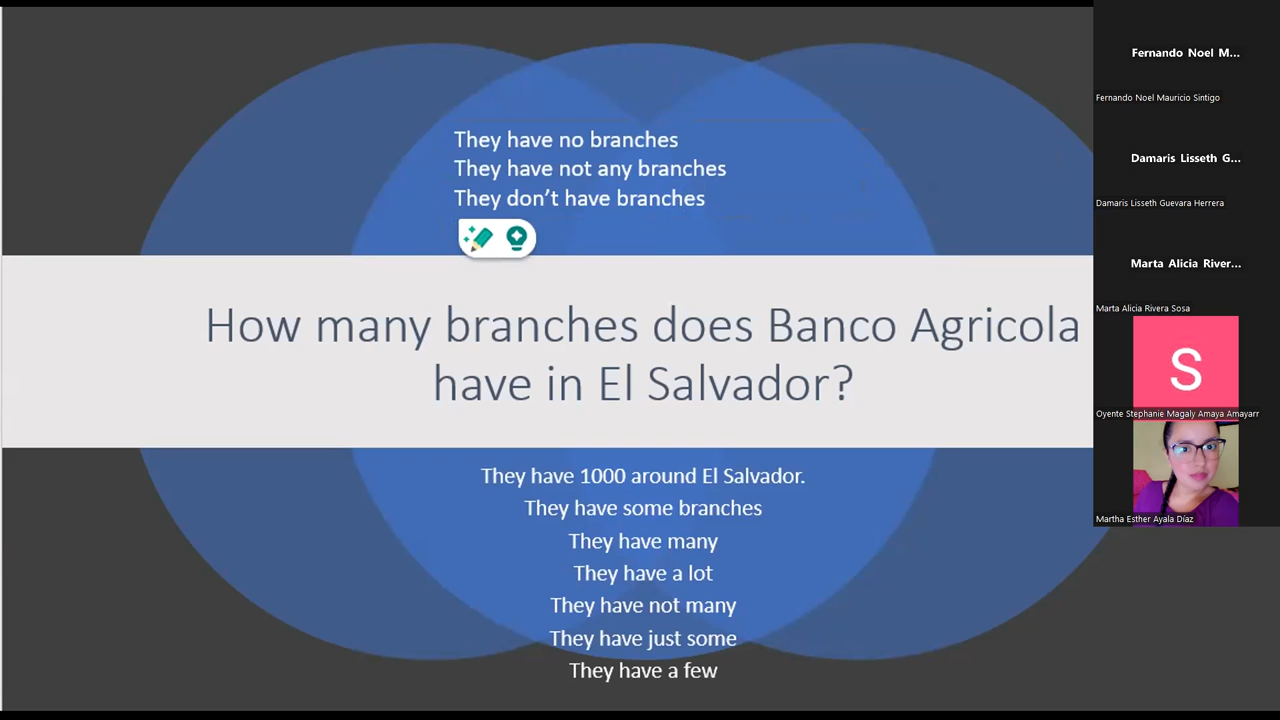 They have no branches
They have not any branches
They don't have branches
How many branches does Banco Agricola
have in El Salvador?
They have 1000 around El Salvador.
They have some branches
They have many
They have a lot
They have not many
They have just some
They have a few
Fernando Noel M...
Fernando Noel Mauricio Sintigo
Damaris Lisseth G...
Damaris Lisseth Guevara Herrera
Marta Alicia River...
Marta Alicia Rivera Sosa
S
Oyente Stephanie Magaly Amaya Amayarr
Martha Esther Ayala Díaz